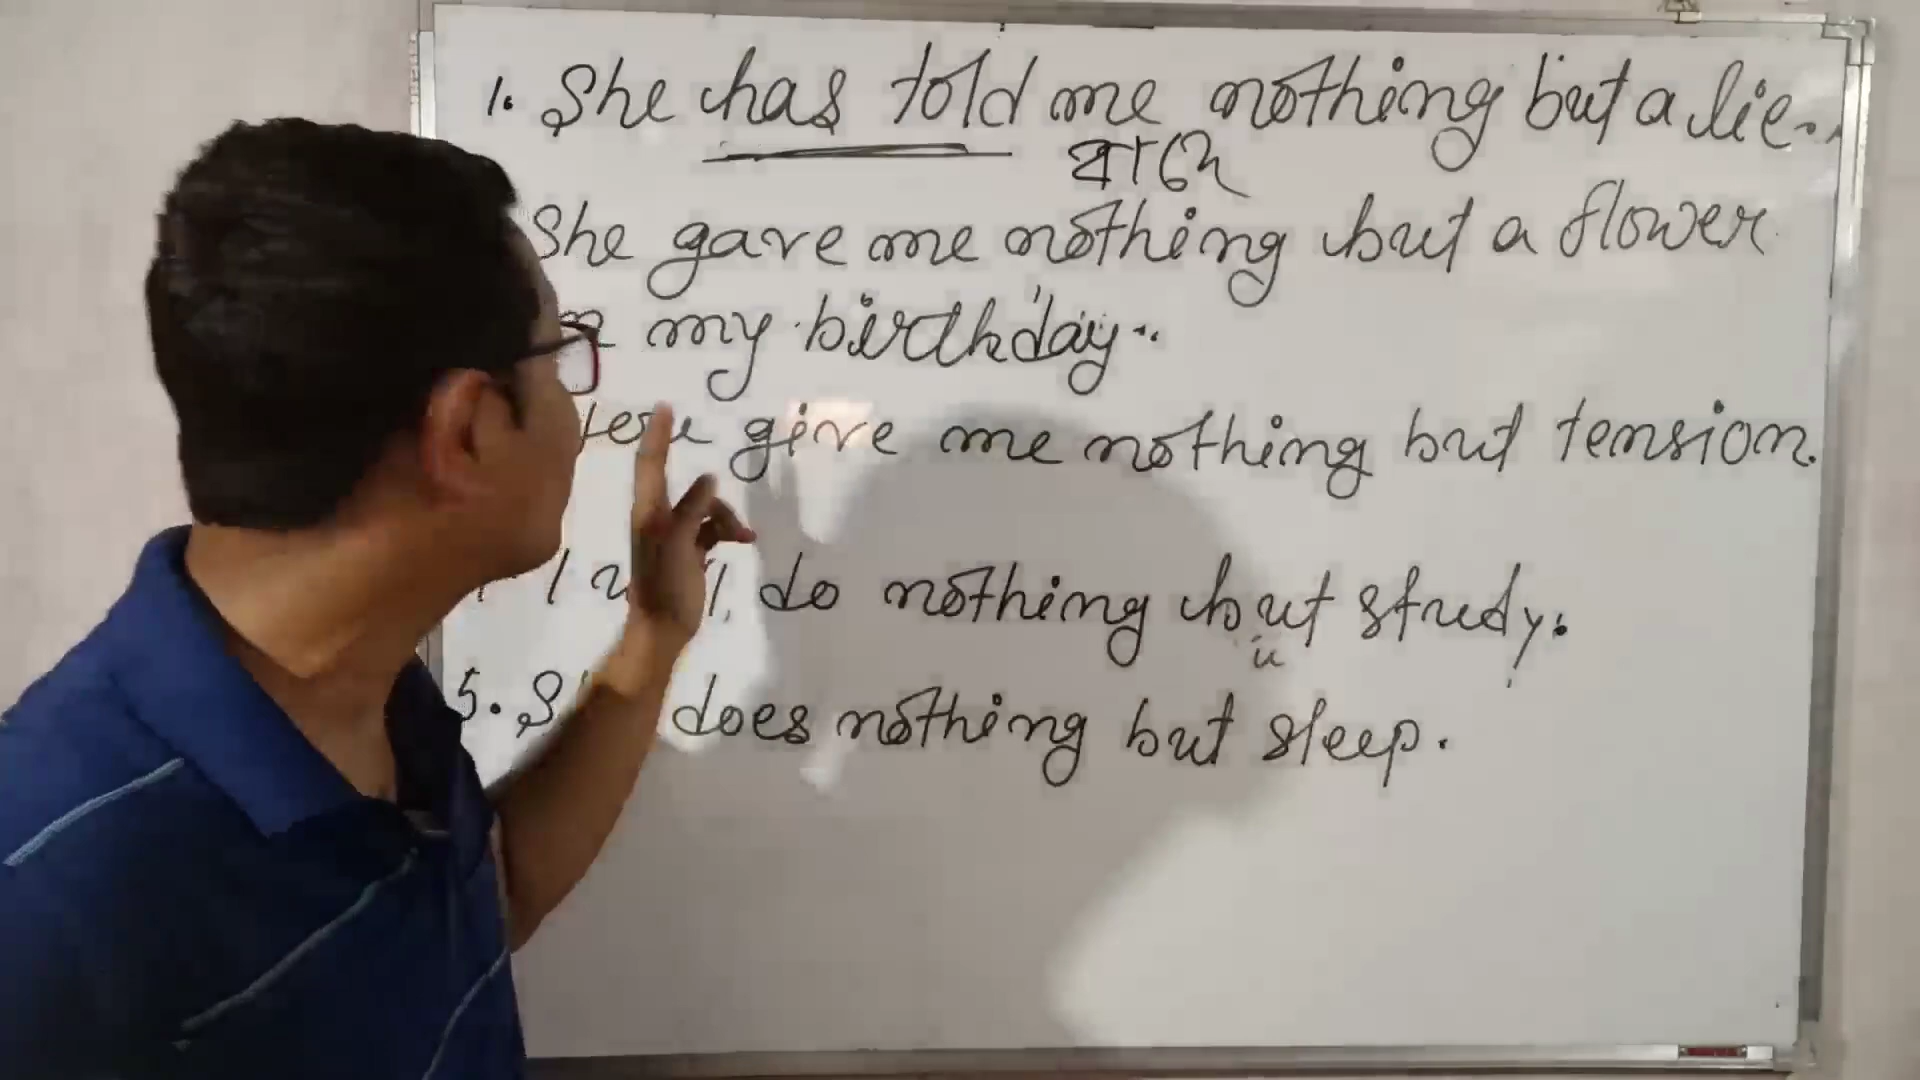 1. She has told me nothing but a lie.
She gave me nothing but a flower
my birthday.
give me nothing but tension.
I do nothing but study.
5. does nothing but sleep.